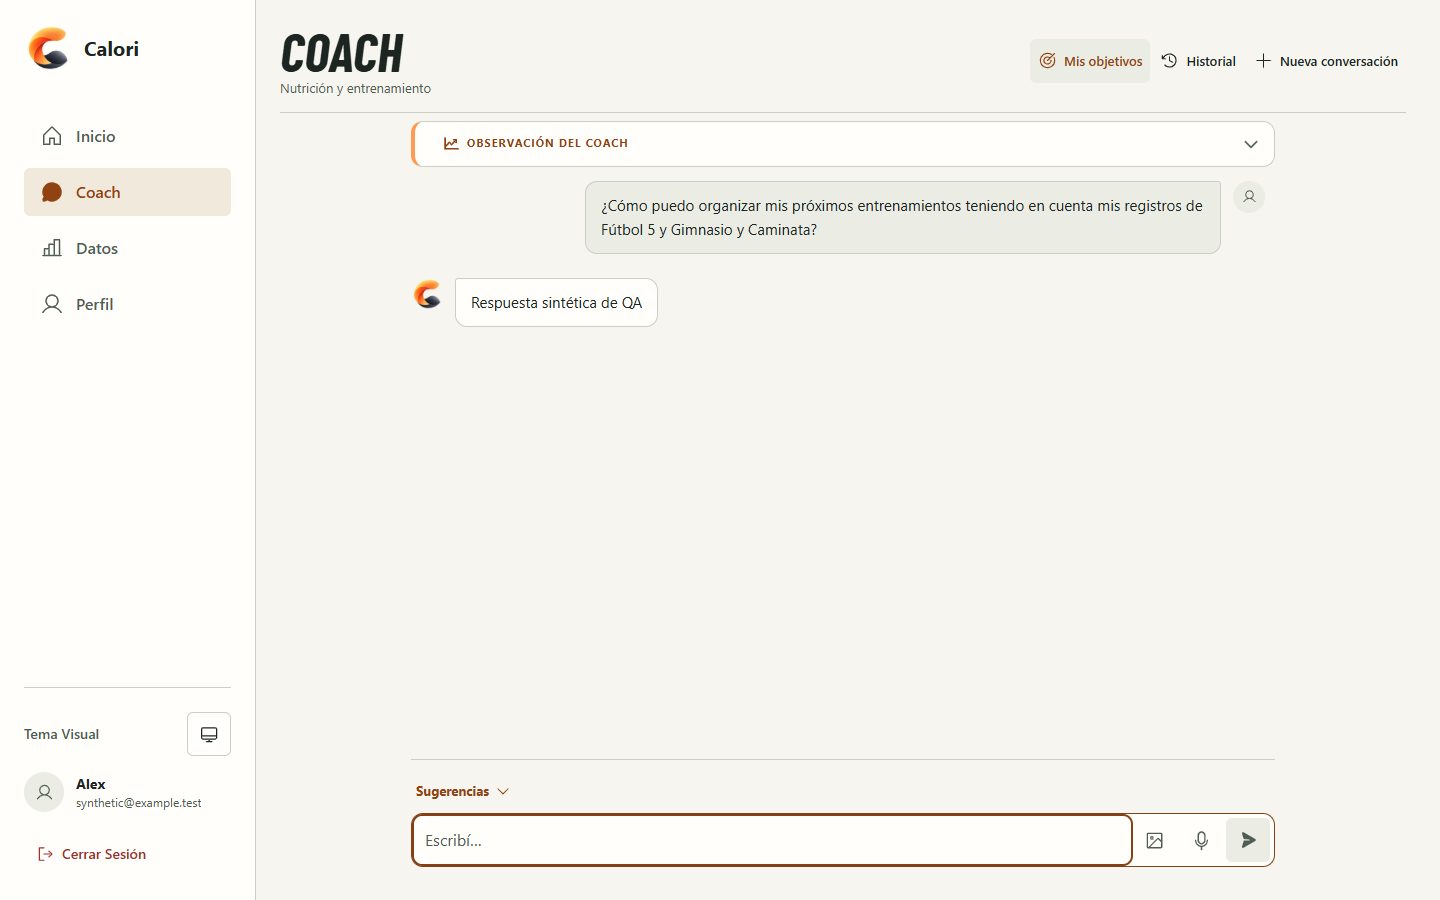 Calori
Inicio
Coach
Datos
Perfil
Tema Visual
Alex
synthetic@example.test
Cerrar Sesión
COACH
Nutrición y entrenamiento
Mis objetivos
Historial
Nueva conversación
OBSERVACIÓN DEL COACH
¿Cómo puedo organizar mis próximos entrenamientos teniendo en cuenta mis registros de
Fútbol 5 y Gimnasio y Caminata?
Respuesta sintética de QA
Sugerencias
Escribí...